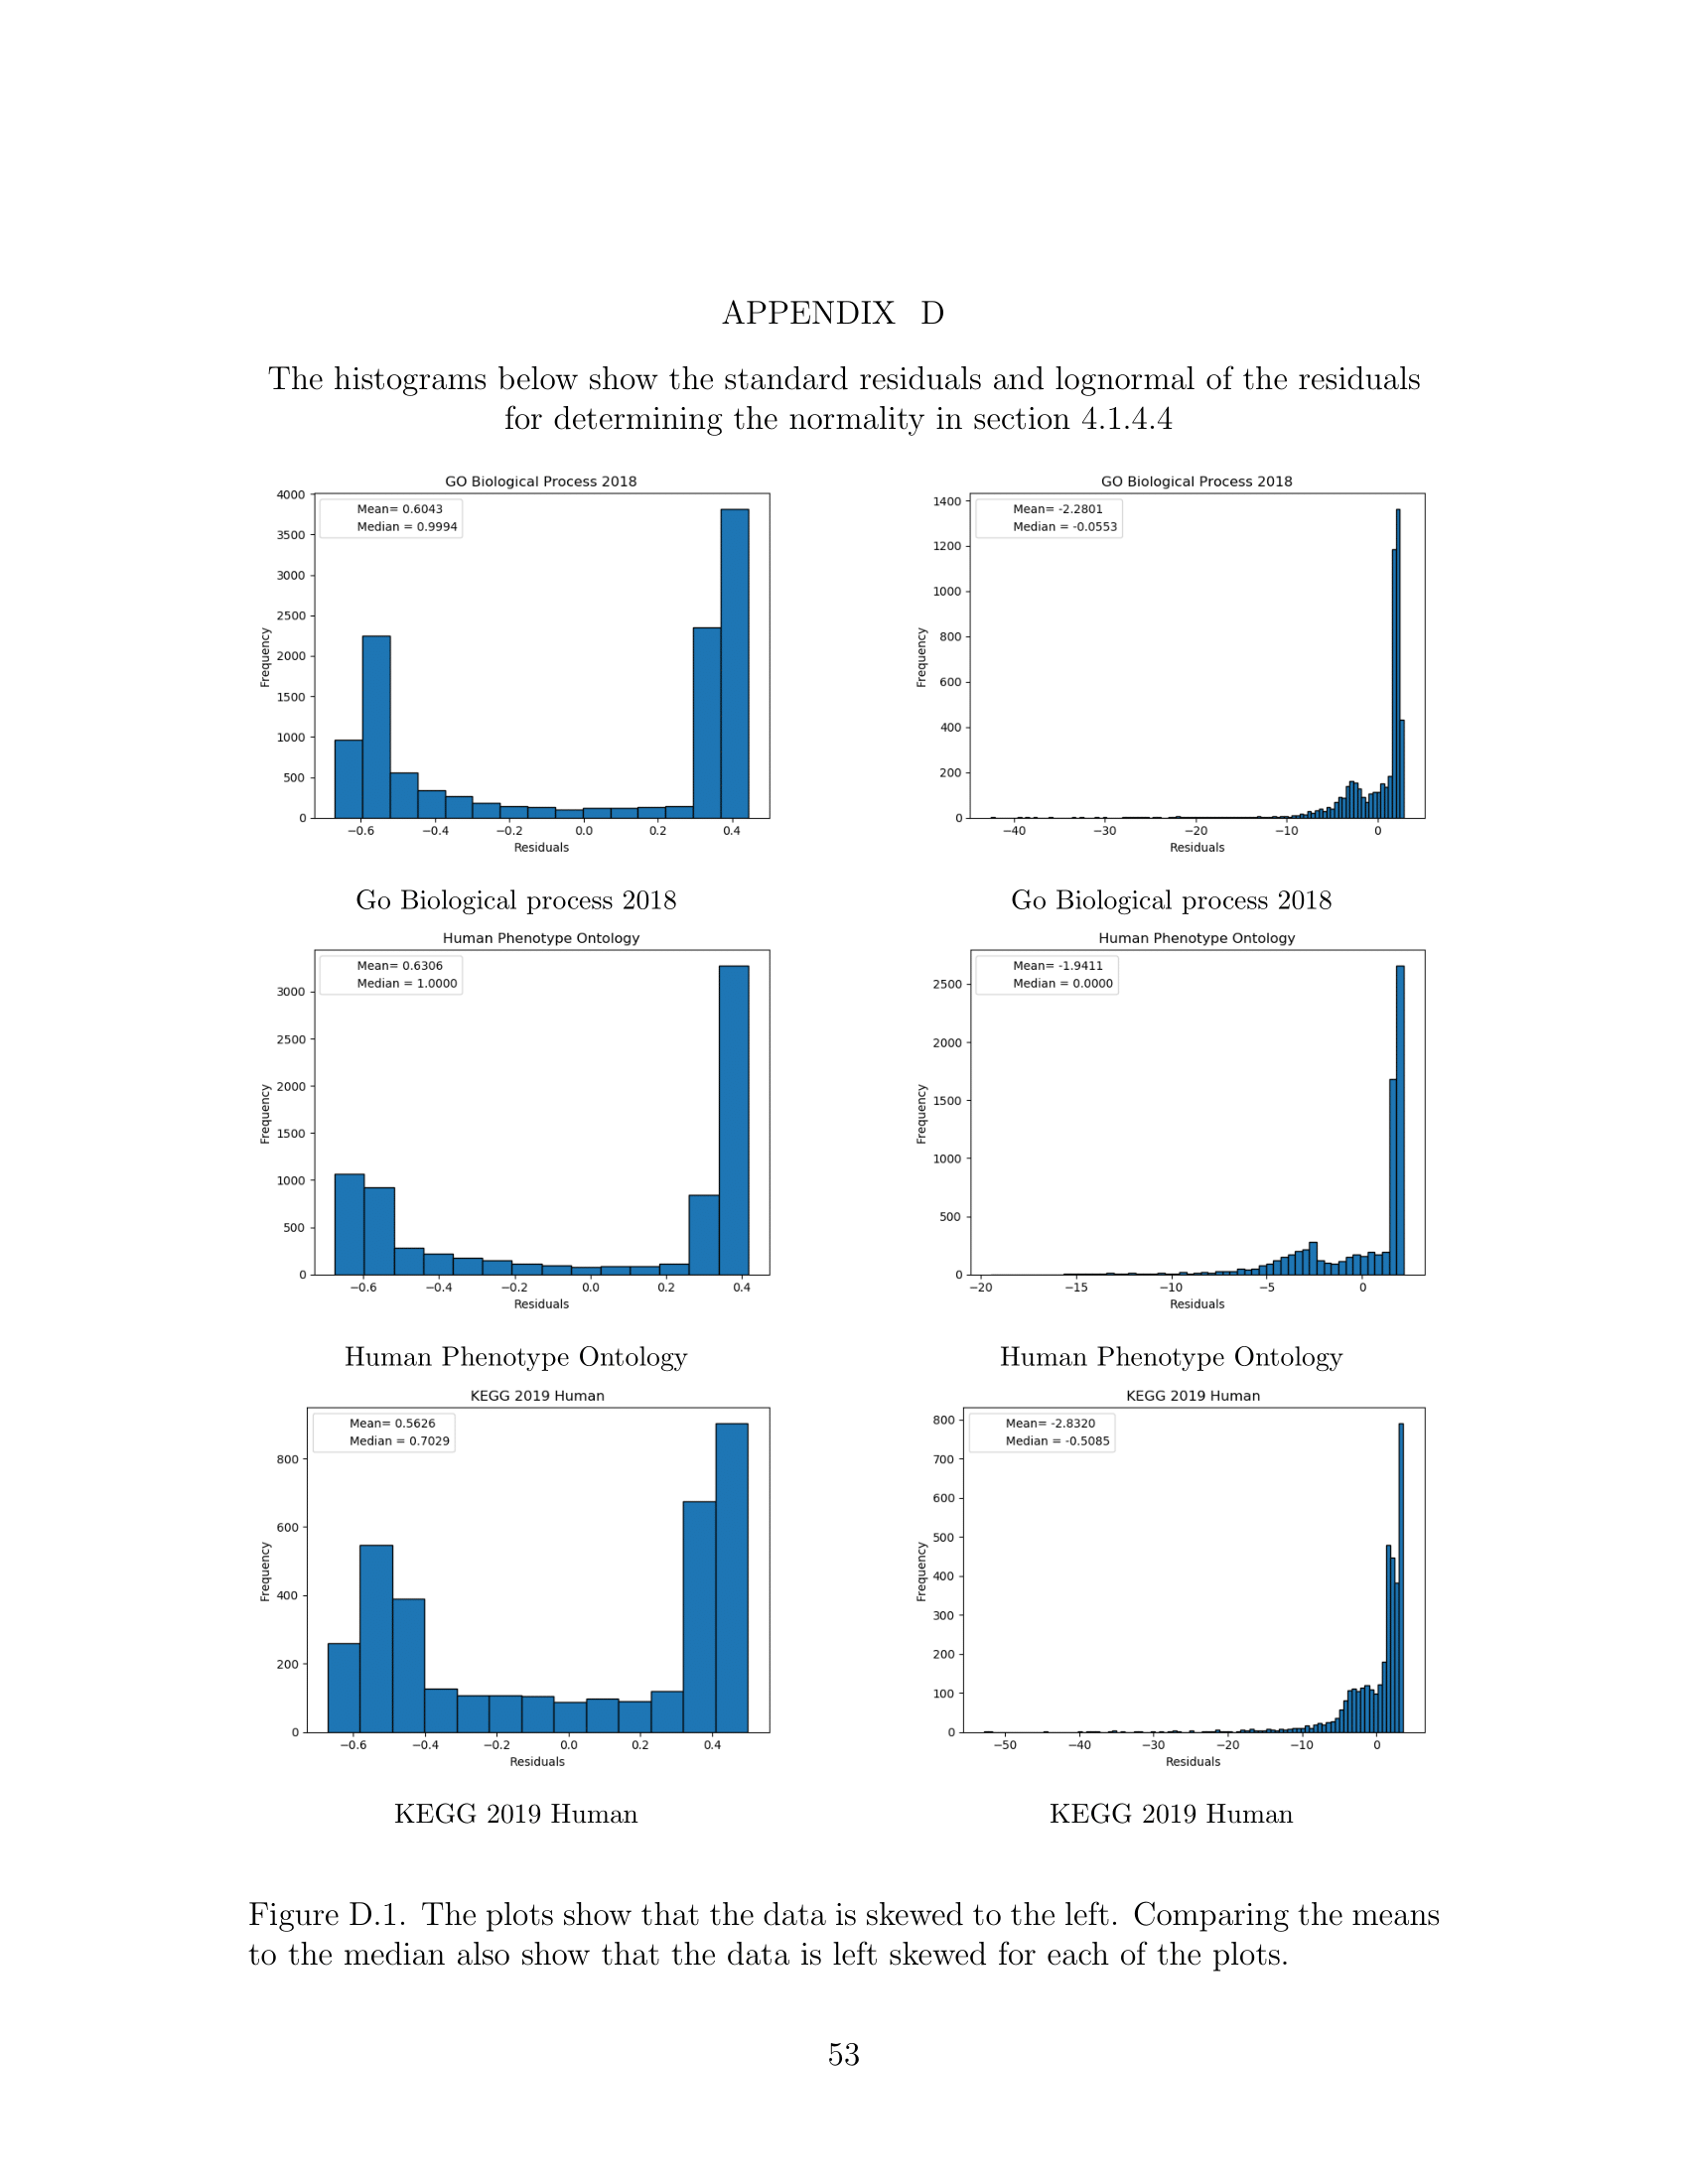 APPENDIX D
The histograms below show the standard residuals and lognormal of the residuals
for determining the normality in section 4.1.4.4
GO Biological Process 2018
Mean= 0.6043
Median = 0.9994
4000
3500
3000
2500
2000
1500
1000
500
0
Frequency
−0.6 −0.4 −0.2 0.0 0.2 0.4
Residuals
GO Biological Process 2018
Mean= -2.2801
Median = -0.0553
1400
1200
1000
800
600
400
200
0
Frequency
−40 −30 −20 −10 0
Residuals
Go Biological process 2018
Go Biological process 2018
Human Phenotype Ontology
Mean= 0.6306
Median = 1.0000
3000
2500
2000
1500
1000
500
0
Frequency
−0.6 −0.4 −0.2 0.0 0.2 0.4
Residuals
Human Phenotype Ontology
Mean= -1.9411
Median = 0.0000
2500
2000
1500
1000
500
0
Frequency
−20 −15 −10 −5 0
Residuals
Human Phenotype Ontology
Human Phenotype Ontology
KEGG 2019 Human
Mean= 0.5626
Median = 0.7029
800
600
400
200
0
Frequency
−0.6 −0.4 −0.2 0.0 0.2 0.4
Residuals
KEGG 2019 Human
Mean= -2.8320
Median = -0.5085
800
700
600
500
400
300
200
100
0
Frequency
−50 −40 −30 −20 −10 0
Residuals
KEGG 2019 Human
KEGG 2019 Human
Figure D.1. The plots show that the data is skewed to the left. Comparing the means
to the median also show that the data is left skewed for each of the plots.
53